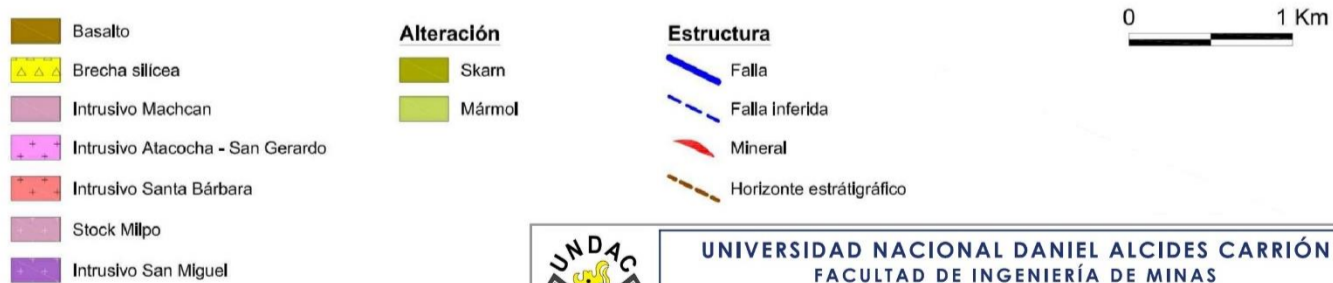 Basalto
Brecha silícea
Intrusivo Machcan
Intrusivo Atacocha - San Gerardo
Intrusivo Santa Bárbara
Stock Milpo
Intrusivo San Miguel
Alteración
Skarn
Mármol
Estructura
Falla
Falla inferida
Mineral
Horizonte estrátigráfico
0 1 Km
UNDAC
UNIVERSIDAD NACIONAL DANIEL ALCIDES CARRIÓN
FACULTAD DE INGENIERÍA DE MINAS